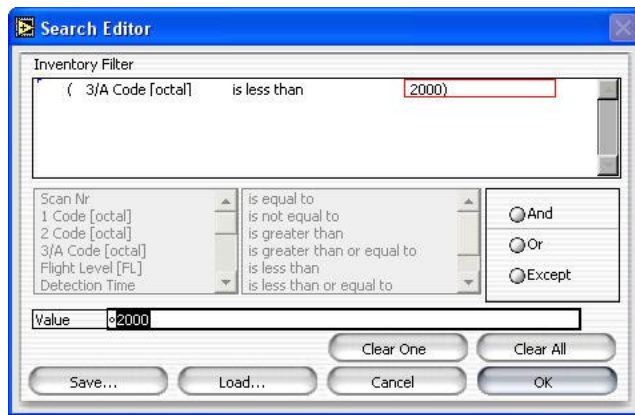 Search Editor
Inventory Filter
( 3/A Code [octal] is less than 2000)
Scan Nr
1 Code [octal]
2 Code [octal]
3/A Code [octal]
Flight Level [FL]
Detection Time
is equal to
is not equal to
is greater than
is greater than or equal to
is less than
is less than or equal to
And
Or
Except
Value 2000
Clear One Clear All
Save... Load... Cancel OK